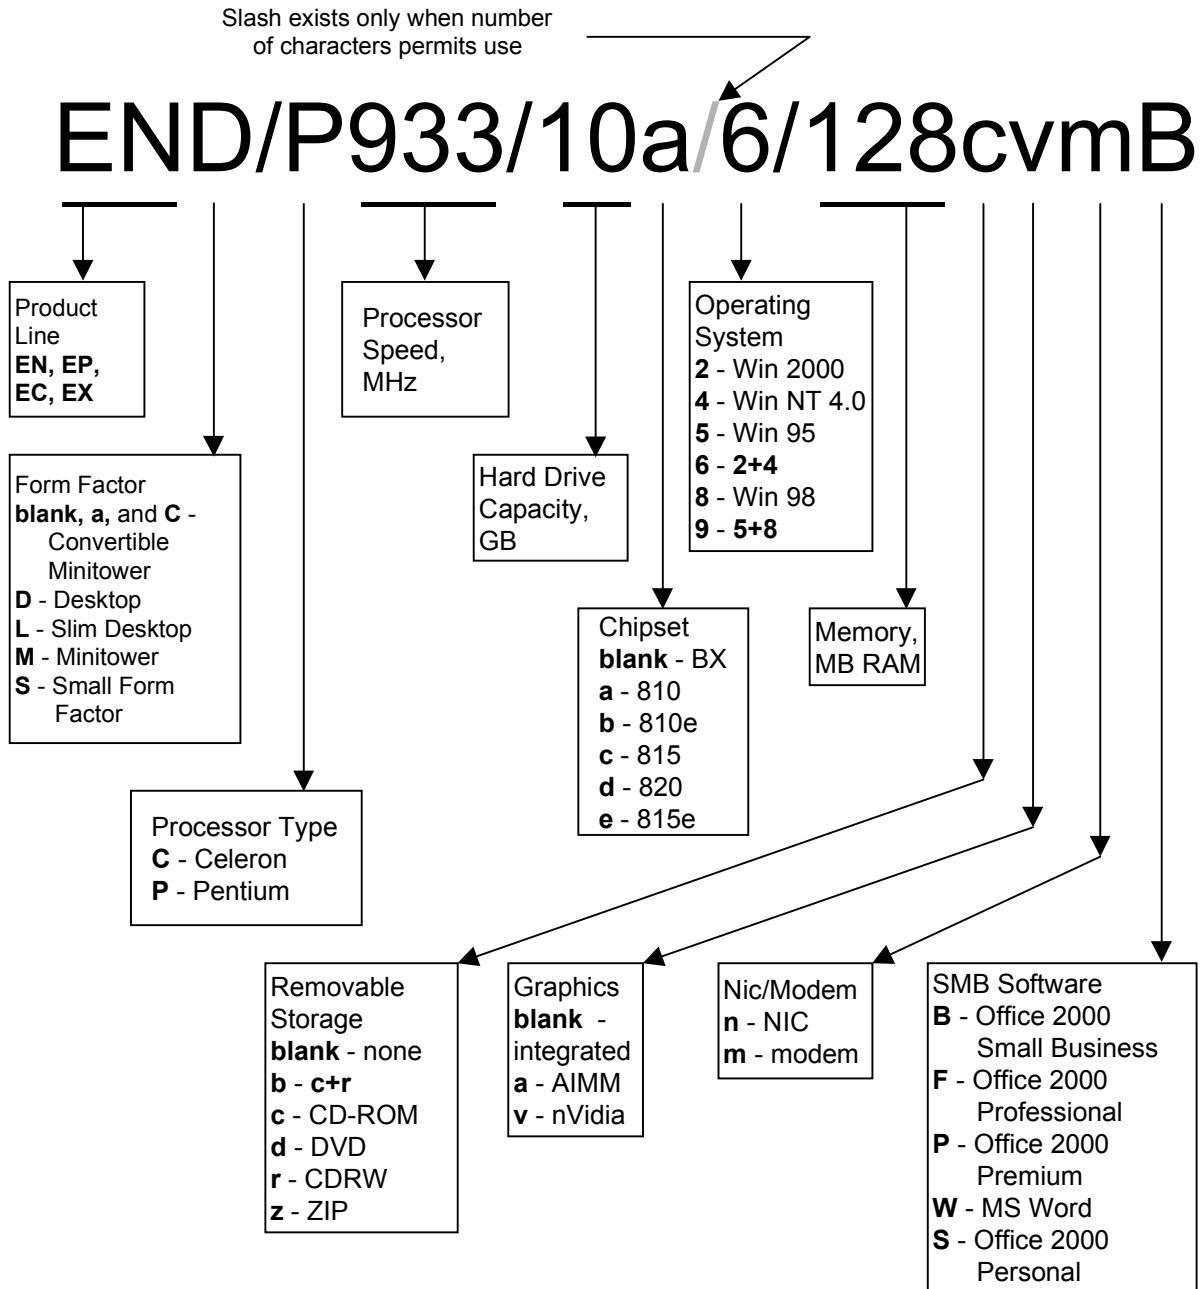 Slash exists only when number
of characters permits use
END/P933/10a/6/128cvmB
Product
Line
EN, EP,
EC, EX
Processor
Speed,
MHz
Operating
System
2 - Win 2000
4 - Win NT 4.0
5 - Win 95
6 - 2+4
8 - Win 98
9 - 5+8
Form Factor
blank, a, and C -
Convertible
Minitower
D - Desktop
L - Slim Desktop
M - Minitower
S - Small Form
Factor
Hard Drive
Capacity,
GB
Chipset
blank - BX
a - 810
b - 810e
c - 815
d - 820
e - 815e
Memory,
MB RAM
Processor Type
C - Celeron
P - Pentium
Removable
Storage
blank - none
b - c+r
c - CD-ROM
d - DVD
r - CDRW
z - ZIP
Graphics
blank -
integrated
a - AIMM
v - nVidia
Nic/Modem
n - NIC
m - modem
SMB Software
B - Office 2000
Small Business
F - Office 2000
Professional
P - Office 2000
Premium
W - MS Word
S - Office 2000
Personal